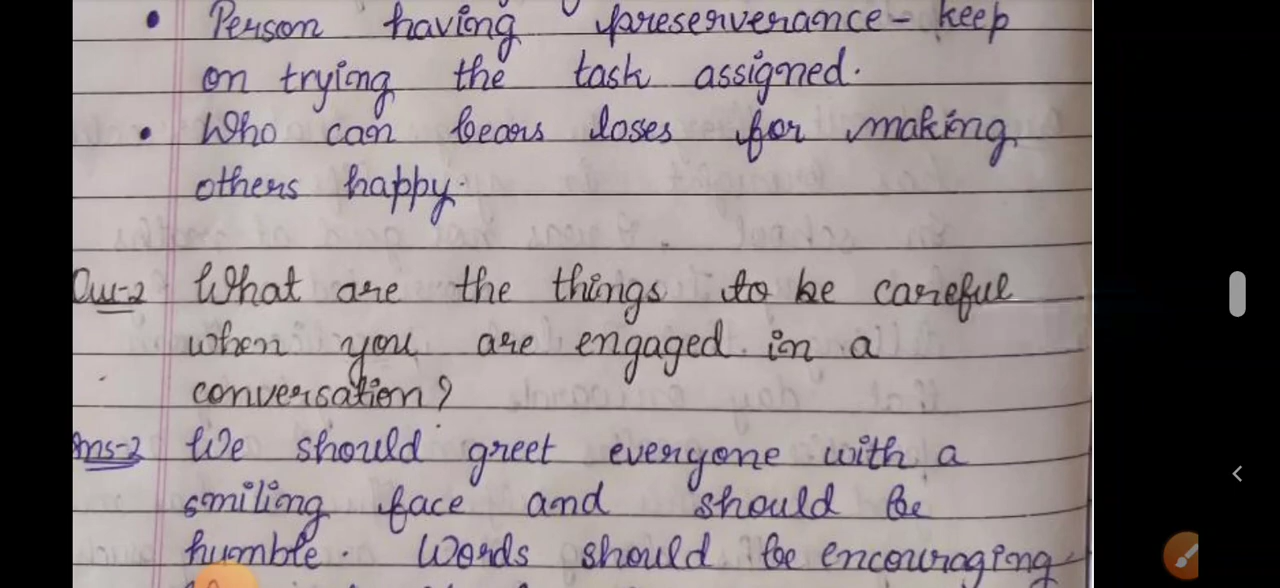 • Person having preserverance - keep
on trying the task assigned.
• Who can bears loses for making
others happy.
Que-2 What are the things to be careful
when you are engaged in a
conversation?
Ans-2 We should greet everyone with a
smiling face and should be
humble. Words should be encouraging